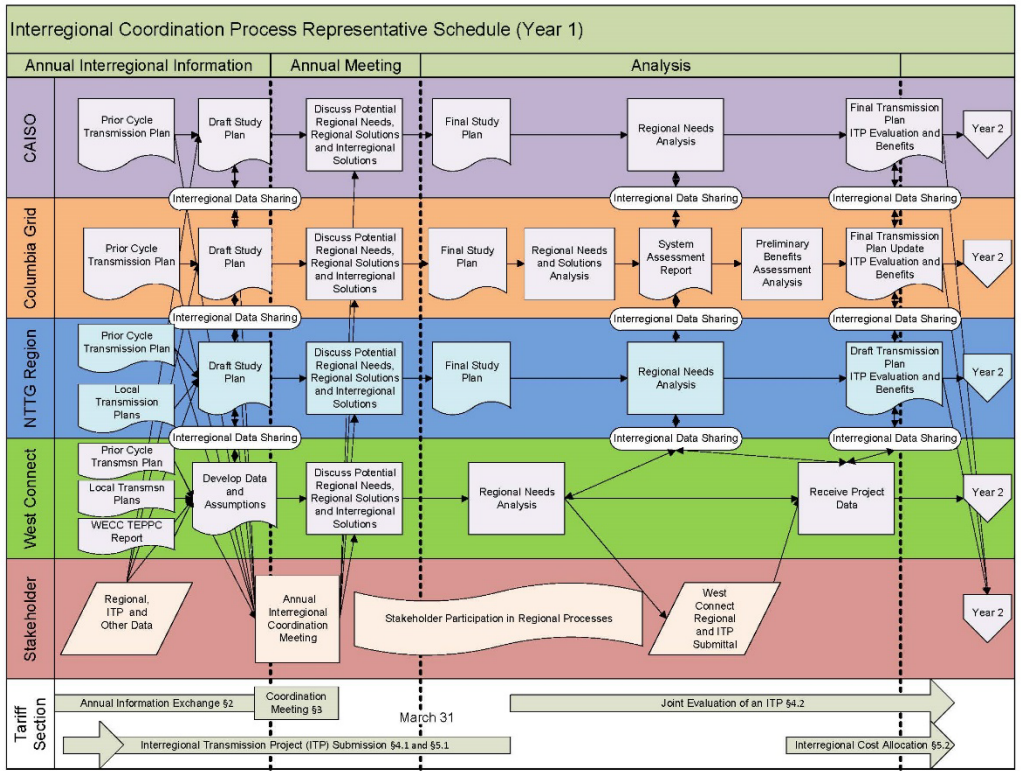 Interregional Coordination Process Representative Schedule (Year 1)
Annual Interregional Information
Annual Meeting
Analysis
CAISO
Prior Cycle
Transmission Plan
Draft Study
Plan
Discuss Potential
Regional Needs,
Regional Solutions
and Interregional
Solutions
Final Study Plan
Regional Needs
Analysis
Final Transmission
Plan
ITP Evaluation and
Benefits
Year 2
Interregional Data Sharing
Interregional Data Sharing
Interregional Data Sharing
Columbia Grid
Prior Cycle
Transmission Plan
Draft Study
Plan
Discuss Potential
Regional Needs,
Regional Solutions
and Interregional
Solutions
Final Study
Plan
Regional Needs
and Solutions
Analysis
System
Assessment
Report
Preliminary
Benefits
Assessment
Analysis
Final Transmission
Plan Update
ITP Evaluation and
Benefits
Year 2
Interregional Data Sharing
Interregional Data Sharing
Interregional Data Sharing
NTTG Region
Prior Cycle
Transmission Plan
Local
Transmission
Plans
Draft Study
Plan
Discuss Potential
Regional Needs,
Regional Solutions
and Interregional
Solutions
Final Study
Plan
Regional Needs
Analysis
Draft Transmission
Plan
ITP Evaluation and
Benefits
Year 2
Interregional Data Sharing
Interregional Data Sharing
Interregional Data Sharing
West Connect
Prior Cycle
Transmsn Plan
Local Transmsn
Plans
WECC TEPPC
Report
Develop Data
and
Assumptions
Discuss Potential
Regional Needs,
Regional Solutions
and Interregional
Solutions
Regional Needs
Analysis
Receive Project
Data
Year 2
Stakeholder
Regional,
ITP and
Other Data
Annual
Interregional
Coordination
Meeting
Stakeholder Participation in Regional Processes
West
Connect
Regional
and ITP
Submittal
Year 2
Tariff
Section
Annual Information Exchange §2
Coordination
Meeting §3
March 31
Joint Evaluation of an ITP §4.2
Interregional Transmission Project (ITP) Submission §4.1 and §5.1
Interregional Cost Allocation §5.2